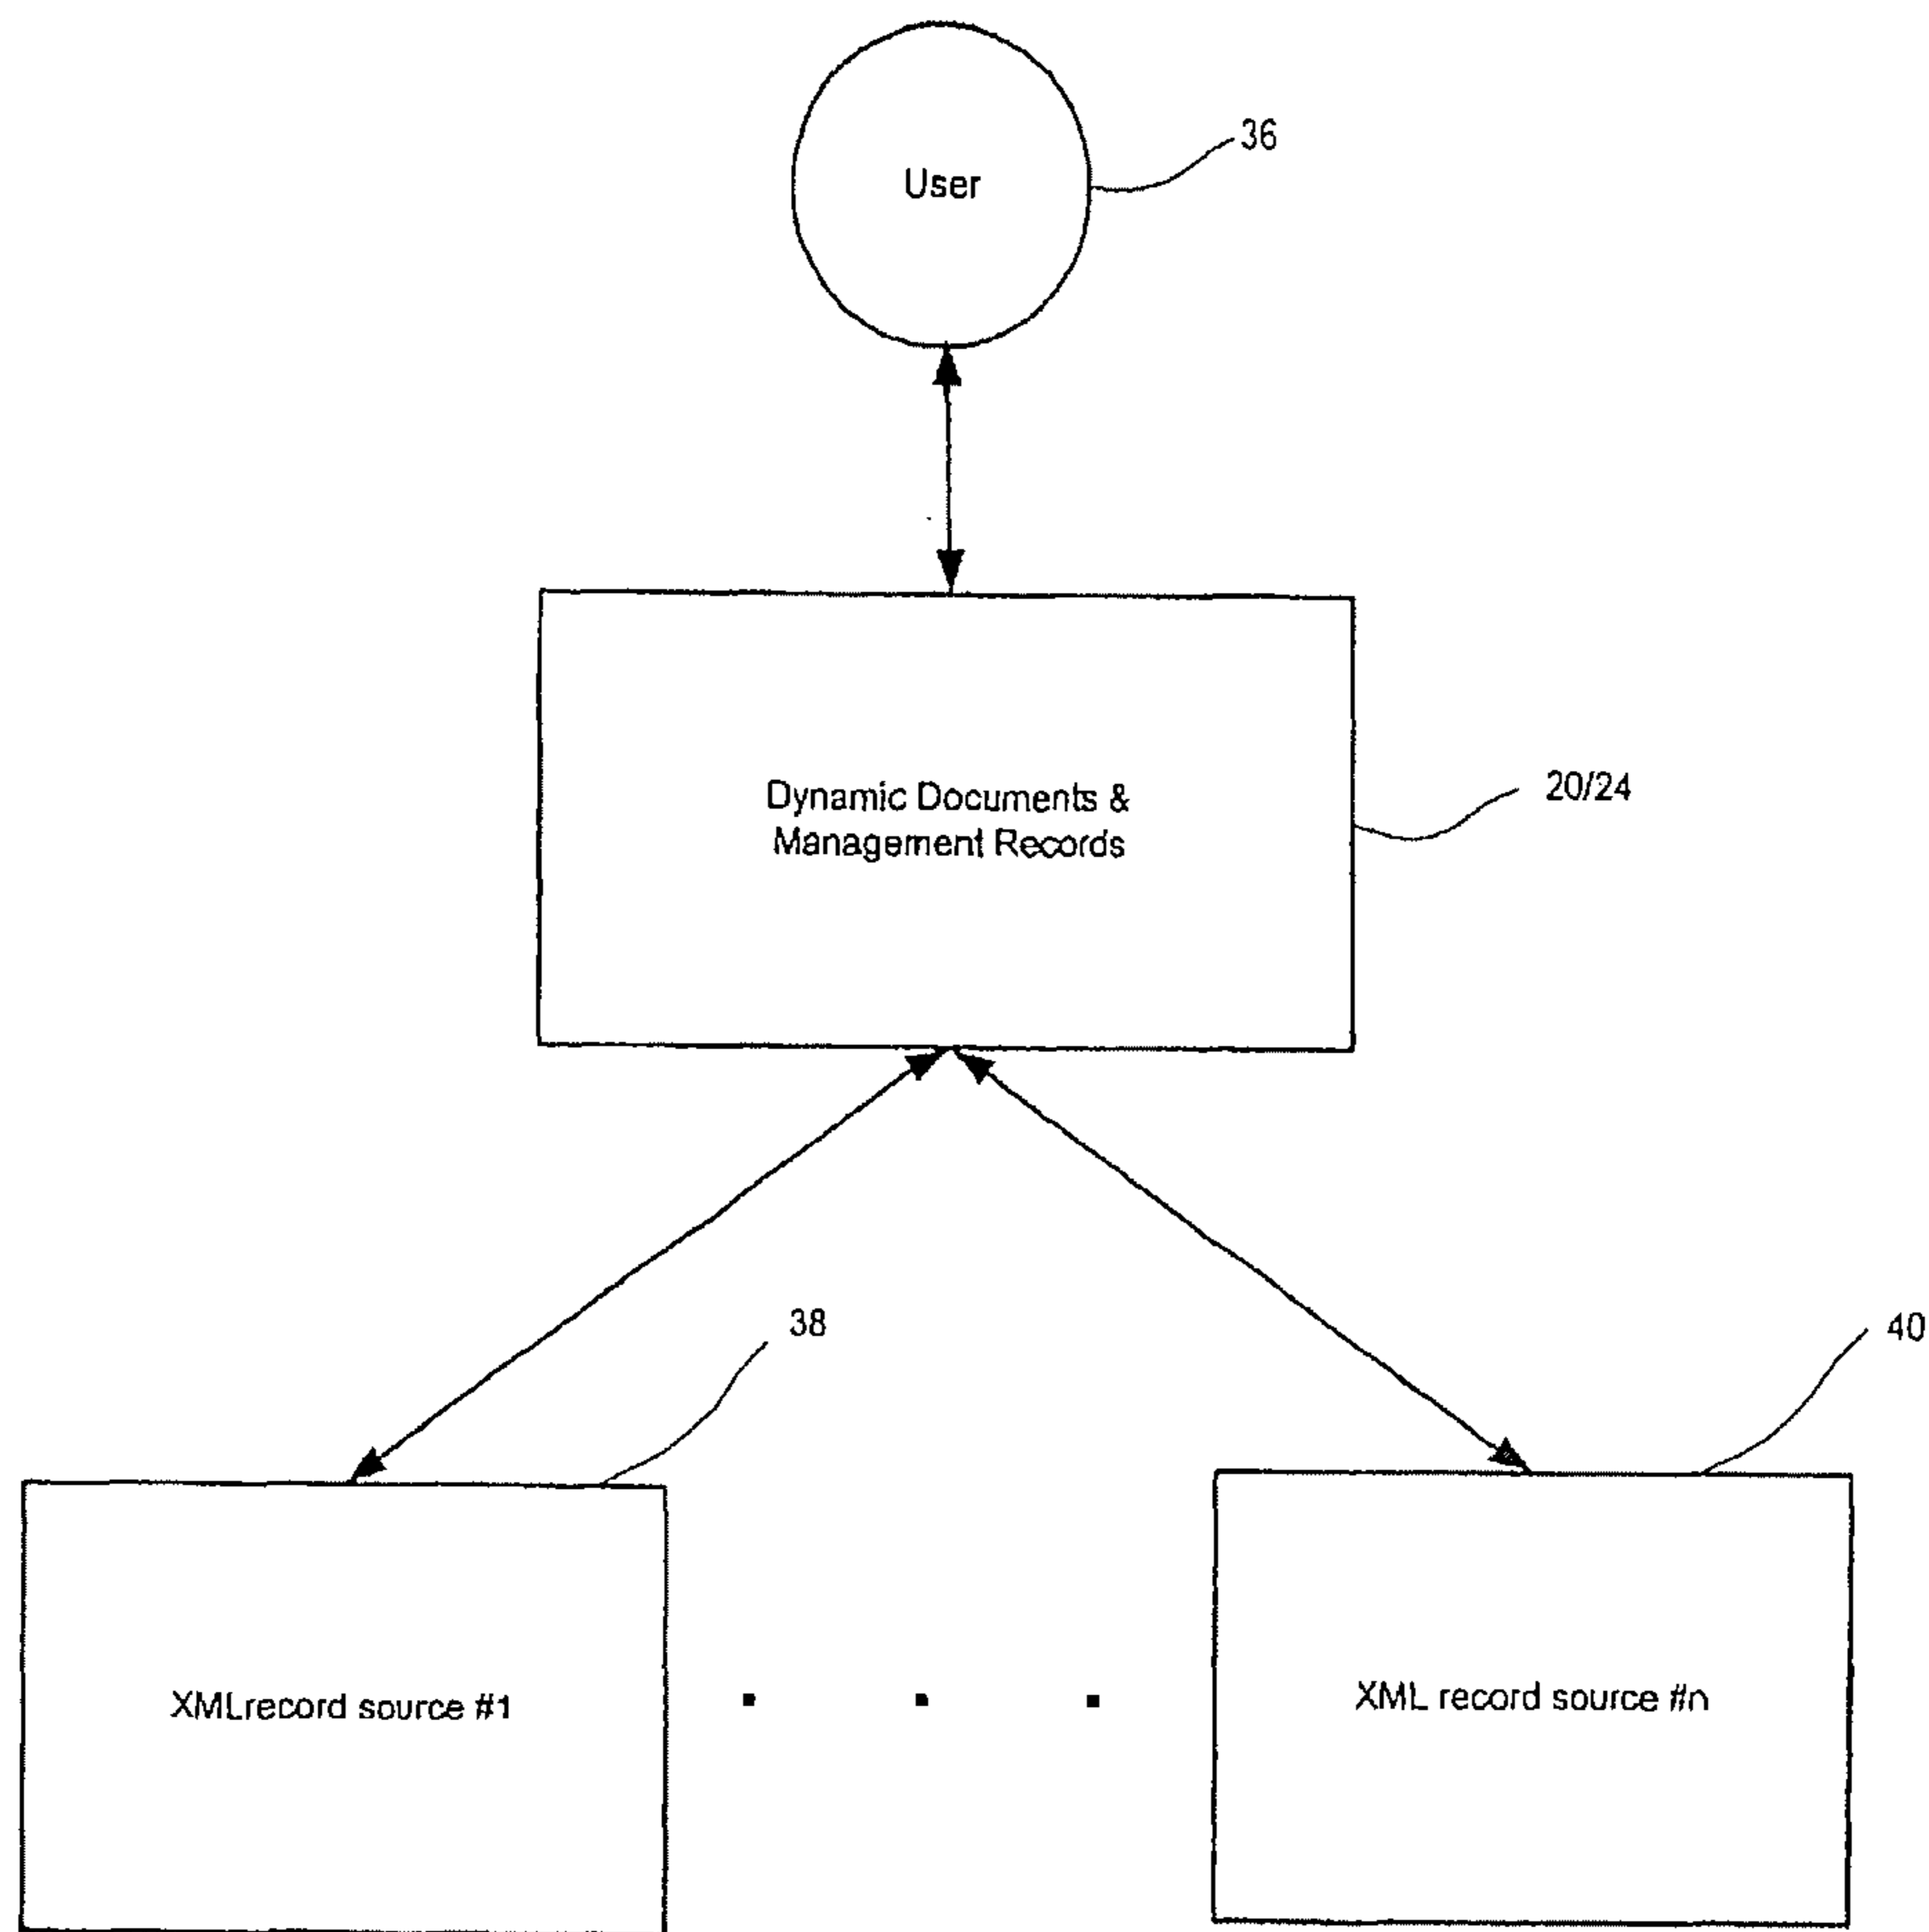 User
36
Dynamic Documents &
Management Records
20/24
38
40
XMLrecord source #1
XML record source #n